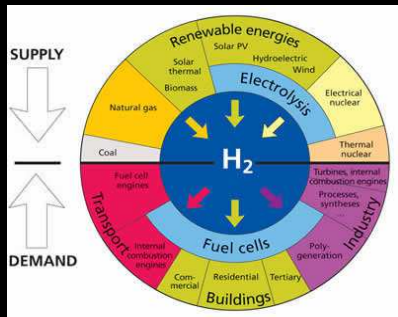 SUPPLY
DEMAND
Renewable energies
Solar PV
Hydroelectric
Wind
Solar
thermal
Biomass
Electrolysis
Electrical
nuclear
Natural gas
Coal
Thermal
nuclear
H2
Fuel cell
engines
Transport
Internal
combustion
engines
Fuel cells
Turbines, internal
combustion engines
Processes,
syntheses
...
Industry
Poly-
generation
Com-
mercial
Residential
Tertiary
Buildings